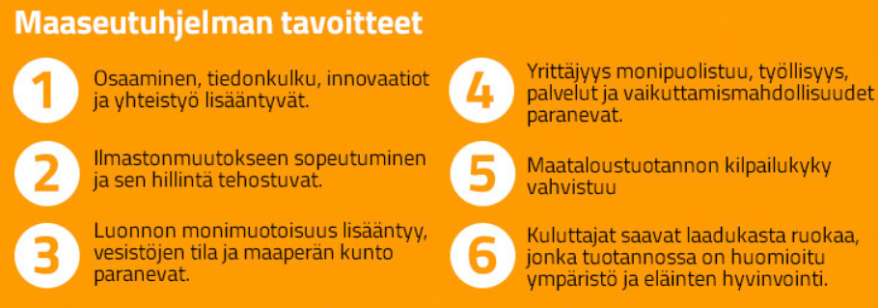 Maaseutuhjelman tavoitteet
1
Osaaminen, tiedonkulku, innovaatiot
ja yhteistyö lisääntyvät.
2
Ilmastonmuutokseen sopeutuminen
ja sen hillintä tehostuvat.
3
Luonnon monimuotoisuus lisääntyy,
vesistöjen tila ja maaperän kunto
paranevat.
4
Yrittäjyys monipuolistuu, työllisyys,
palvelut ja vaikuttamismahdollisuudet
paranevat.
5
Maataloustuotannon kilpailukyky
vahvistuu
6
Kuluttajat saavat laadukasta ruokaa,
jonka tuotannossa on huomioitu
ympäristö ja eläinten hyvinvointi.